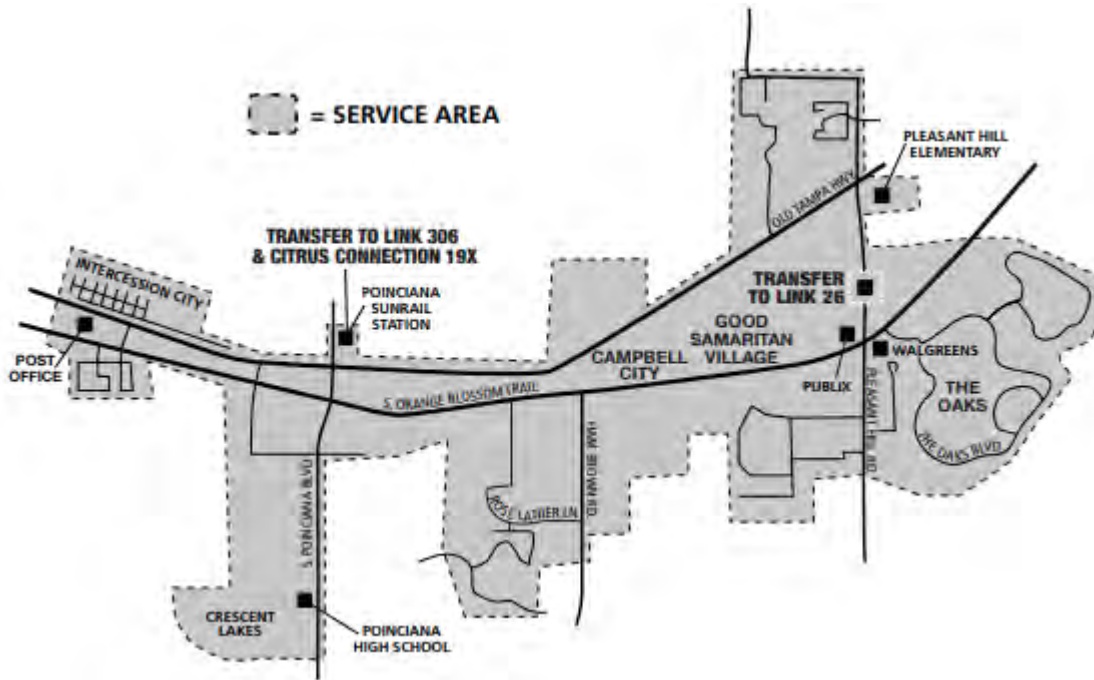 = SERVICE AREA
PLEASANT HILL
ELEMENTARY
OLD TAMPA HWY
TRANSFER TO LINK 306
& CITRUS CONNECTION 19X
INTERCESSION CITY
POINCIANA
SUNRAIL
STATION
TRANSFER
TO LINK 26
POST
OFFICE
GOOD
SAMARITAN
VILLAGE
CAMPBELL
CITY
WALGREENS
PUBLIX
S. ORANGE BLOSSOM TRAIL
THE
OAKS
PLEASANT HILL RD.
THE OAKS BLVD.
HAM BROWN RD.
ROSE LANIER LN.
S. POINCIANA BLVD
CRESCENT
LAKES
POINCIANA
HIGH SCHOOL